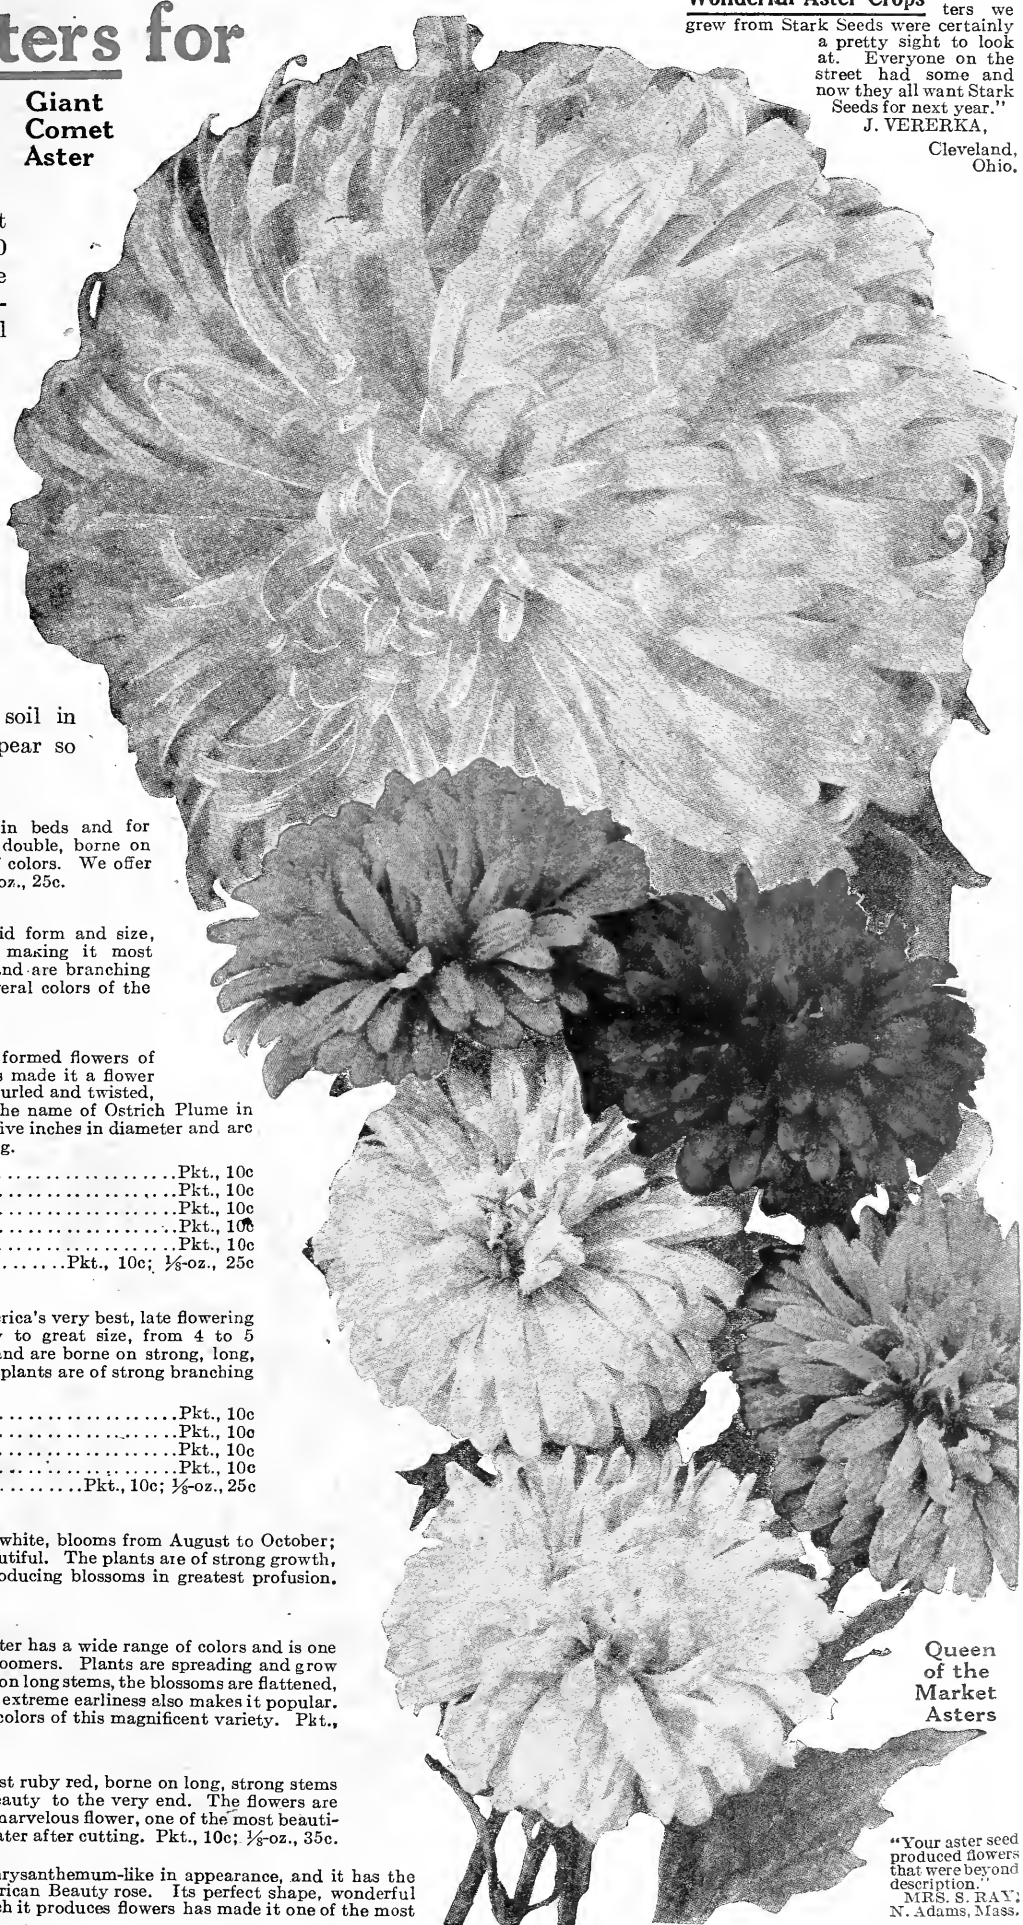 ters for
Giant
Comet
Aster
Wonderful Aster Crops
ters we
grew from Stark Seeds were certainly
a pretty sight to look
at. Everyone on the
street had some and
now they all want Stark
Seeds for next year."
J. VERERKA,
Cleveland,
Ohio.
t
0
e
-
l
soil in
pear so
in beds and for
double, borne on
colors. We offer
oz., 25c.
id form and size,
making it most
and are branching
veral colors of the
formed flowers of
s made it a flower
urled and twisted,
he name of Ostrich Plume in
ive inches in diameter and are
g.
....................Pkt., 10c
....................Pkt., 10c
....................Pkt., 10c
....................Pkt., 10c
....................Pkt., 10c
........Pkt., 10c; ⅛-oz., 25c
erica's very best, late flowering
y to great size, from 4 to 5
and are borne on strong, long,
plants are of strong branching
....................Pkt., 10c
....................Pkt., 10c
....................Pkt., 10c
....................Pkt., 10c
.........Pkt., 10c; ⅛-oz., 25c
white, blooms from August to October;
utiful. The plants are of strong growth,
oducing blossoms in greatest profusion.
ter has a wide range of colors and is one
oomers. Plants are spreading and grow
on long stems, the blossoms are flattened,
extreme earliness also makes it popular.
colors of this magnificent variety. Pkt.,
st ruby red, borne on long, strong stems
eauty to the very end. The flowers are
marvelous flower, one of the most beauti-
ater after cutting. Pkt., 10c; ⅛-oz., 35c.
rysanthemum-like in appearance, and it has the
rican Beauty rose. Its perfect shape, wonderful
h it produces flowers has made it one of the most
Queen
of the
Market
Asters
"Your aster seed
produced flowers
that were beyond
description."
MRS. S. RAY,
N. Adams, Mass.